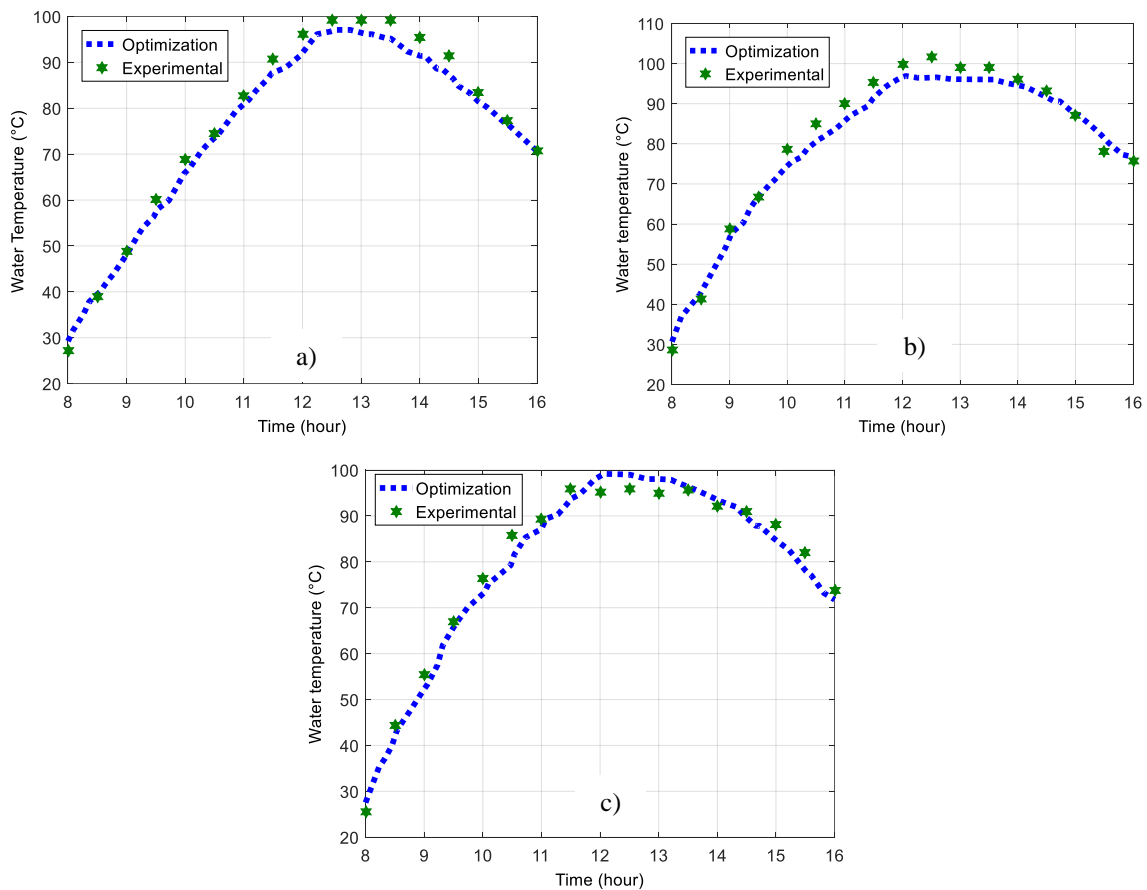 100
90
80
70
60
50
40
30
20
Water Temperature (°C)
Optimization
Experimental
a)
8 9 10 11 12 13 14 15 16
Time (hour)
110
100
90
80
70
60
50
40
30
20
Water temperature (°C)
Optimization
Experimental
b)
8 9 10 11 12 13 14 15 16
Time (hour)
100
90
80
70
60
50
40
30
20
Water temperature (°C)
Optimization
Experimental
c)
8 9 10 11 12 13 14 15 16
Time (hour)